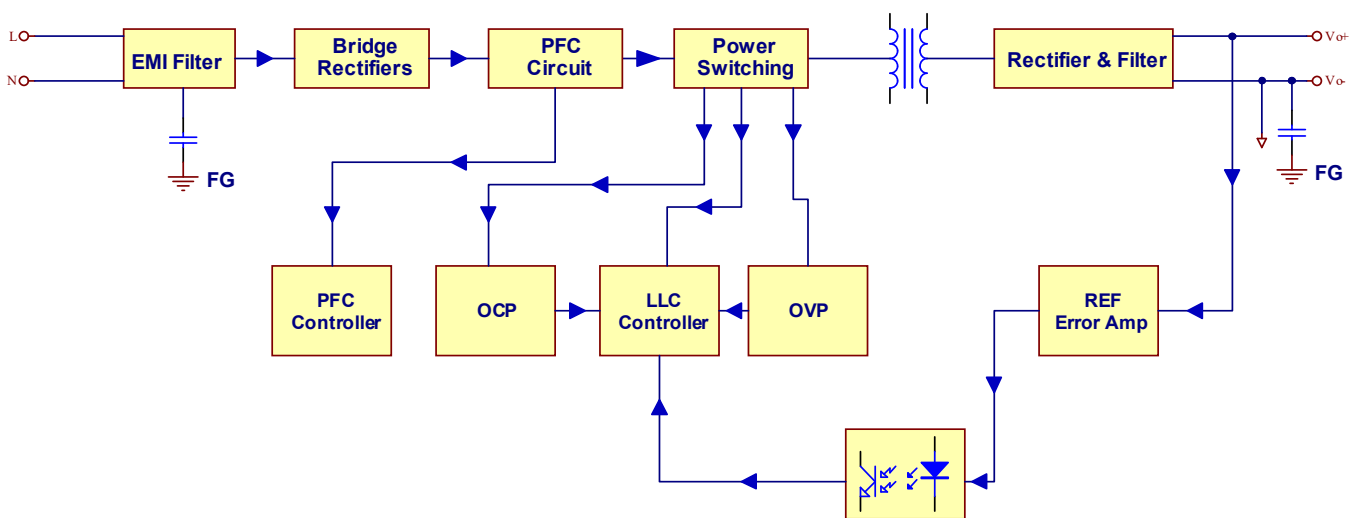 L
N
EMI Filter
Bridge
Rectifiers
PFC
Circuit
Power
Switching
Rectifier & Filter
Vo+
Vo-
FG
FG
PFC
Controller
OCP
LLC
Controller
OVP
REF
Error Amp